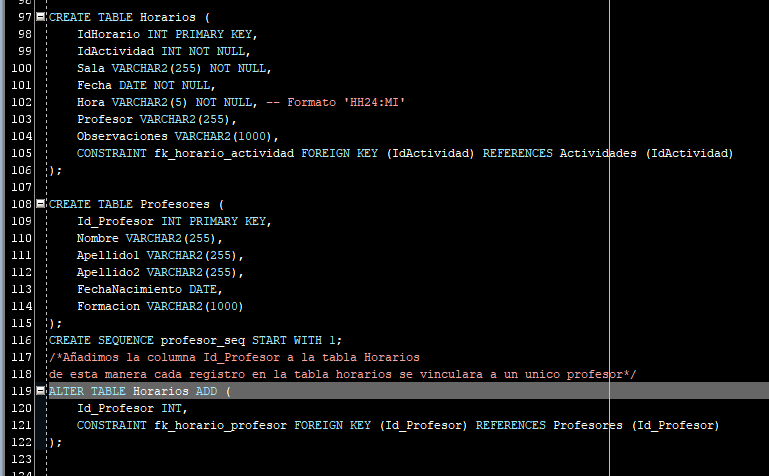 97 CREATE TABLE Horarios (
98 IdHorario INT PRIMARY KEY,
99 IdActividad INT NOT NULL,
100 Sala VARCHAR2(255) NOT NULL,
101 Fecha DATE NOT NULL,
102 Hora VARCHAR2(5) NOT NULL, -- Formato 'HH24:MI'
103 Profesor VARCHAR2(255),
104 Observaciones VARCHAR2(1000),
105 CONSTRAINT fk_horario_actividad FOREIGN KEY (IdActividad) REFERENCES Actividades (IdActividad)
106 );
107
108 CREATE TABLE Profesores (
109 Id_Profesor INT PRIMARY KEY,
110 Nombre VARCHAR2(255),
111 Apellido1 VARCHAR2(255),
112 Apellido2 VARCHAR2(255),
113 FechaNacimiento DATE,
114 Formacion VARCHAR2(1000)
115 );
116 CREATE SEQUENCE profesor_seq START WITH 1;
117 /*Añadimos la columna Id_Profesor a la tabla Horarios
118 de esta manera cada registro en la tabla horarios se vinculara a un unico profesor*/
119 ALTER TABLE Horarios ADD (
120 Id_Profesor INT,
121 CONSTRAINT fk_horario_profesor FOREIGN KEY (Id_Profesor) REFERENCES Profesores (Id_Profesor)
122 );
123